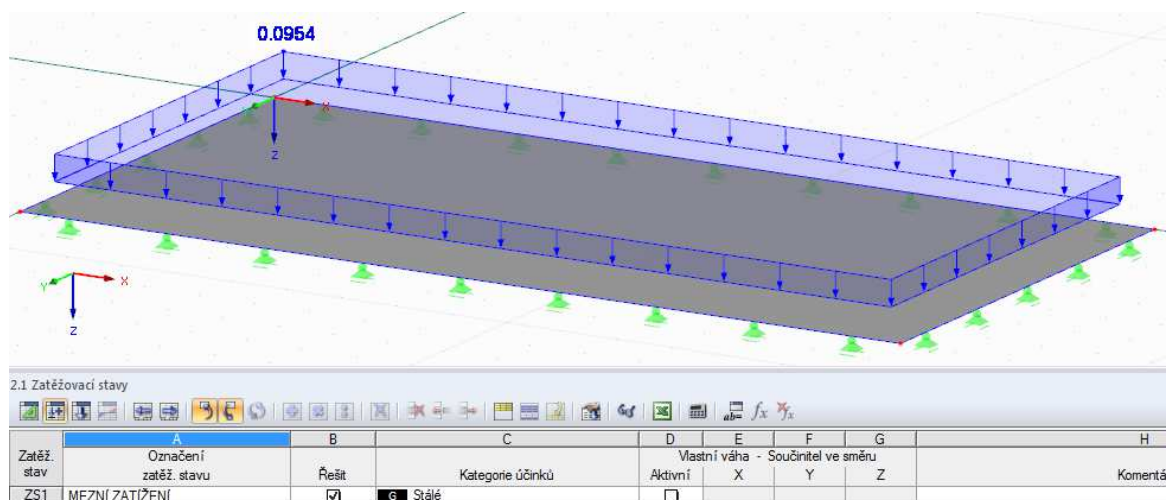 0.0954
X
Z
Y
X
Z
2.1 Zatěžovací stavy
A B C D E F G H
Zatěž. Označení Vlastní váha - Součinitel ve směru
stav zatěž. stavu Řešit Kategorie účinků Aktivní X Y Z Komentá
ZS1 MEZNÍ ZATÍŽENÍ G Stálé